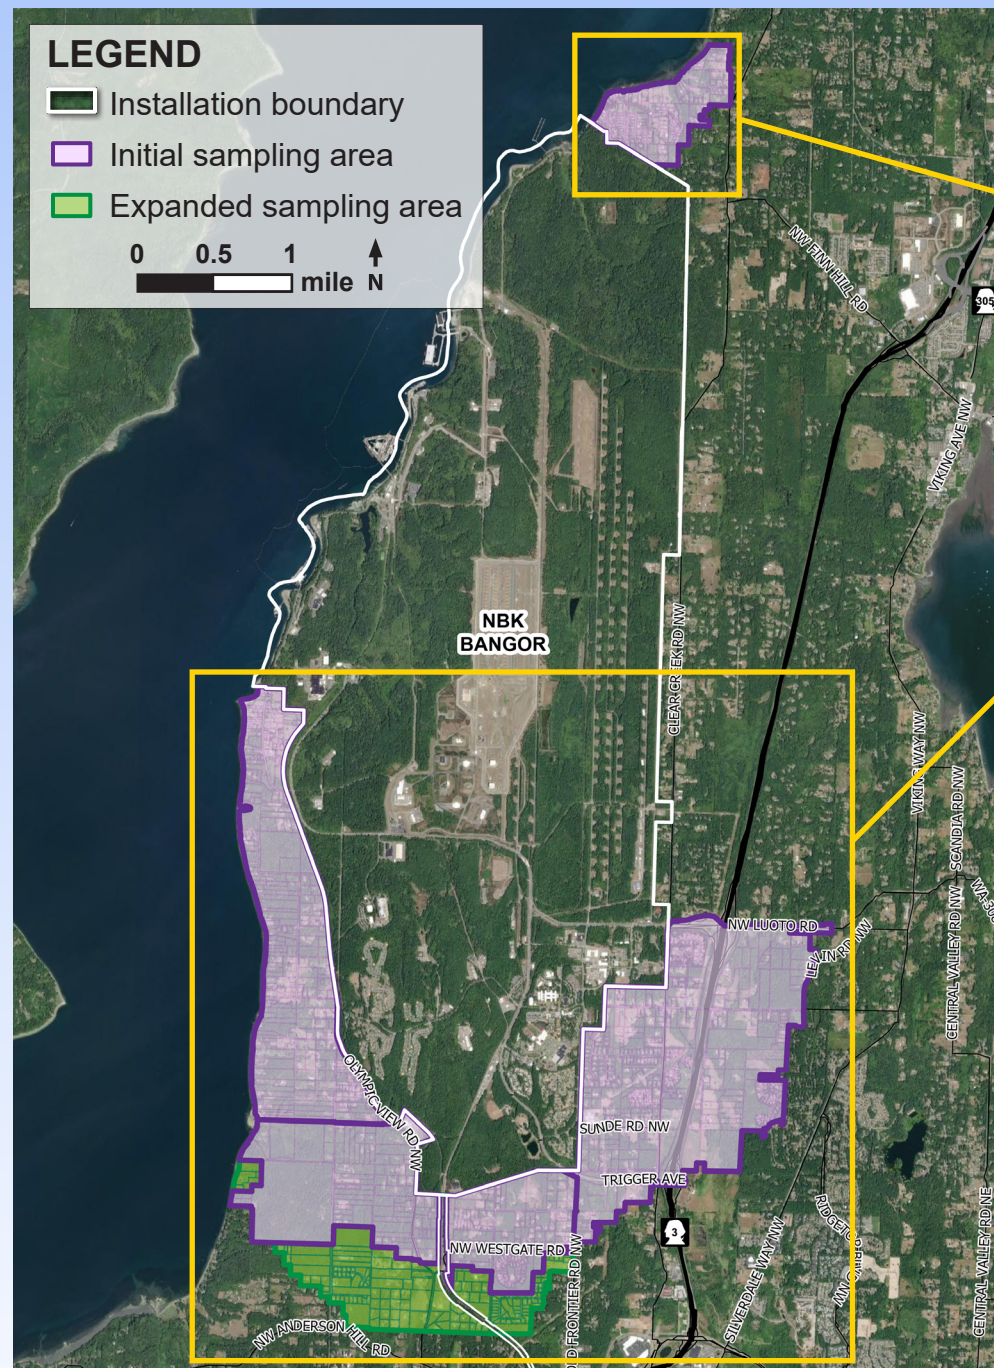 LEGEND
Installation boundary
Initial sampling area
Expanded sampling area
0 0.5 1
mile N
NW FINN HILL RD
305
VIKING AVE NW
NBK
BANGOR
CLEAR CREEK RD NW
VIKING WAY NW
SCANDIA RD NW
NW LUOTO RD
CENTRAL VALLEY RD NW
OLYMPIC VIEW RD NW
SUNDE RD NW
TRIGGER AVE
3
NW WESTGATE RD
OLD FRONTIER RD NW
SILVERDALE WAY NW
CENTRAL VALLEY RD NE
NW ANDERSON HILL RD